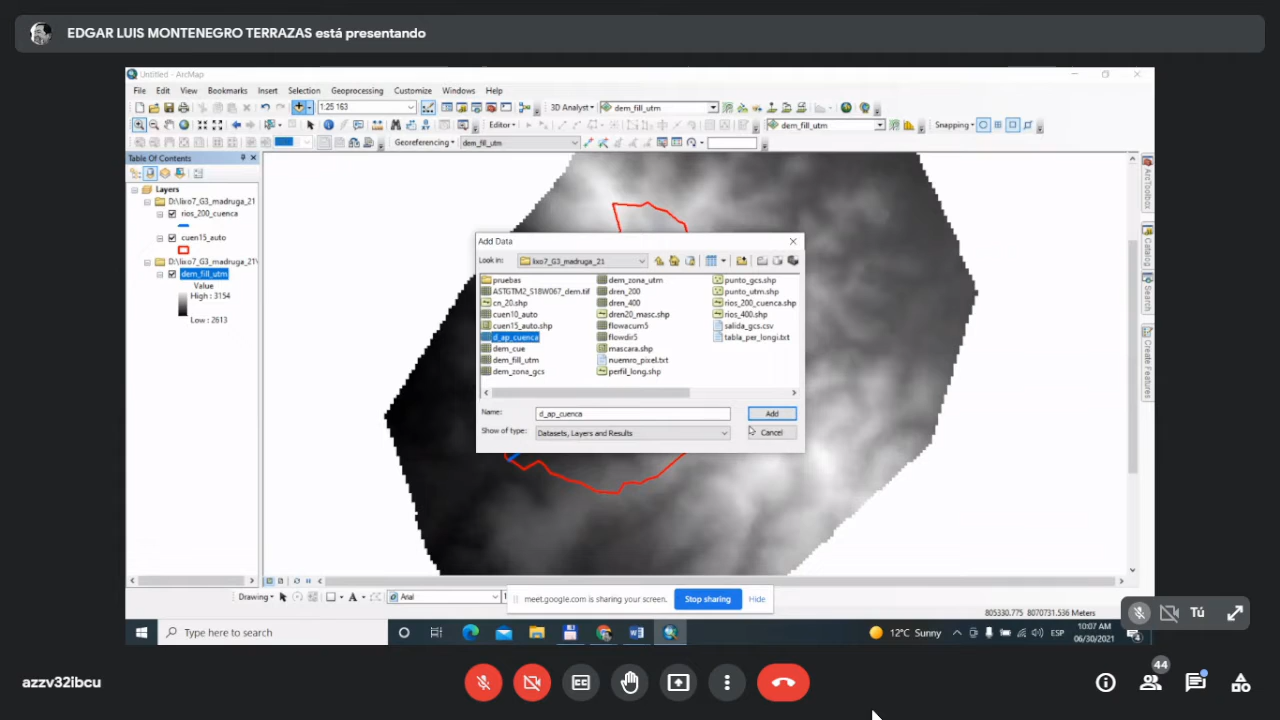 EDGAR LUIS MONTENEGRO TERRAZAS está presentando
Untitled - ArcMap
File Edit View Bookmarks Insert Selection Geoprocessing Customize Windows Help
1:25 163
3D Analyst
dem_fill_utm
Editor
dem_fill_utm
Snapping
Georeferencing
dem_fill_utm
Table Of Contents
Layers
rios_200_cuenca
cuen15_auto
dem_fill_utm
Value
High : 3154
Low : 2613
Add Data
Look in:
lixo7_G3_madruga_21
pruebas
ASTGTM2_S18W067_dem.tif
cn_20.shp
cuen10_auto
cuen15_auto.shp
d_ap_cuenca
dem_cue
dem_fill_utm
dem_zona_gcs
dem_zona_utm
dren_200
dren_400
dren20_masc.shp
flowacum5
flowdir5
mascara.shp
nuemro_pixel.txt
perfil_long.shp
punto_gcs.shp
punto_utm.shp
rios_200_cuenca.shp
rios_400.shp
salida_gcs.csv
tabla_per_longi.txt
Name:
d_ap_cuenca
Add
Show of type:
Datasets, Layers and Results
Cancel
ArcToolbox
Catalog
Search
Create Features
Drawing
A
Arial
meet.google.com is sharing your screen.
Stop sharing
Hide
805330.775 8070731.536 Meters
Type here to search
12°C Sunny
ESP
10:07 AM
06/30/2021
Tú
azzv32ibcu
44